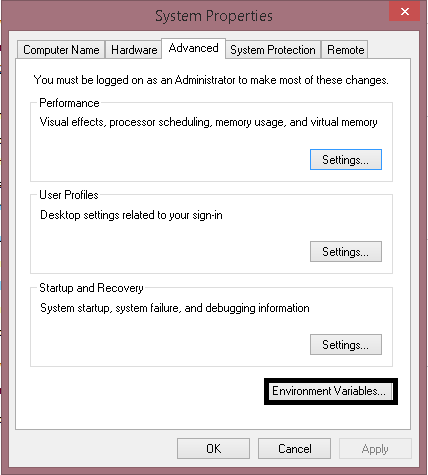 System Properties
Computer Name Hardware Advanced System Protection Remote
You must be logged on as an Administrator to make most of these changes.
Performance
Visual effects, processor scheduling, memory usage, and virtual memory
Settings...
User Profiles
Desktop settings related to your sign-in
Settings...
Startup and Recovery
System startup, system failure, and debugging information
Settings...
Environment Variables...
OK Cancel Apply